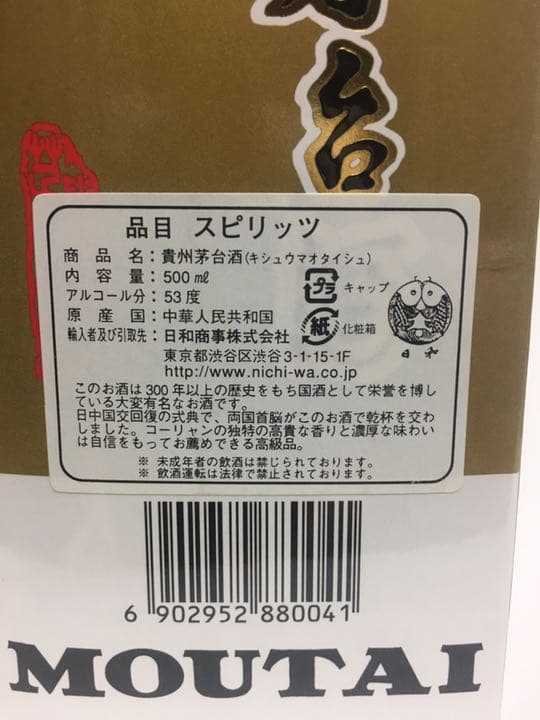 台
品目 スピリッツ
商品名：貴州茅台酒(キシュウマオタイシュ)
内容量：500㎖
アルコール分：53度
プラ キャップ
原産国：中華人民共和国
紙 化粧箱
輸入者及び引取先：日和商事株式会社
日和
東京都渋谷区渋谷3-1-15-1F
http://www.nichi-wa.co.jp
このお酒は300年以上の歴史をもち国酒として栄誉を博し
ている大変有名なお酒です。
日中国交回復の式典で、両国首脳がこのお酒で乾杯を交わ
しました。コーリャンの独特の高貴な香りと濃厚な味わい
は自信をもってお薦めできる高級品。
※ 未成年者の飲酒は禁じられております。
※ 飲酒運転は法律で禁止されております。
6 902952 880041
MOUTAI